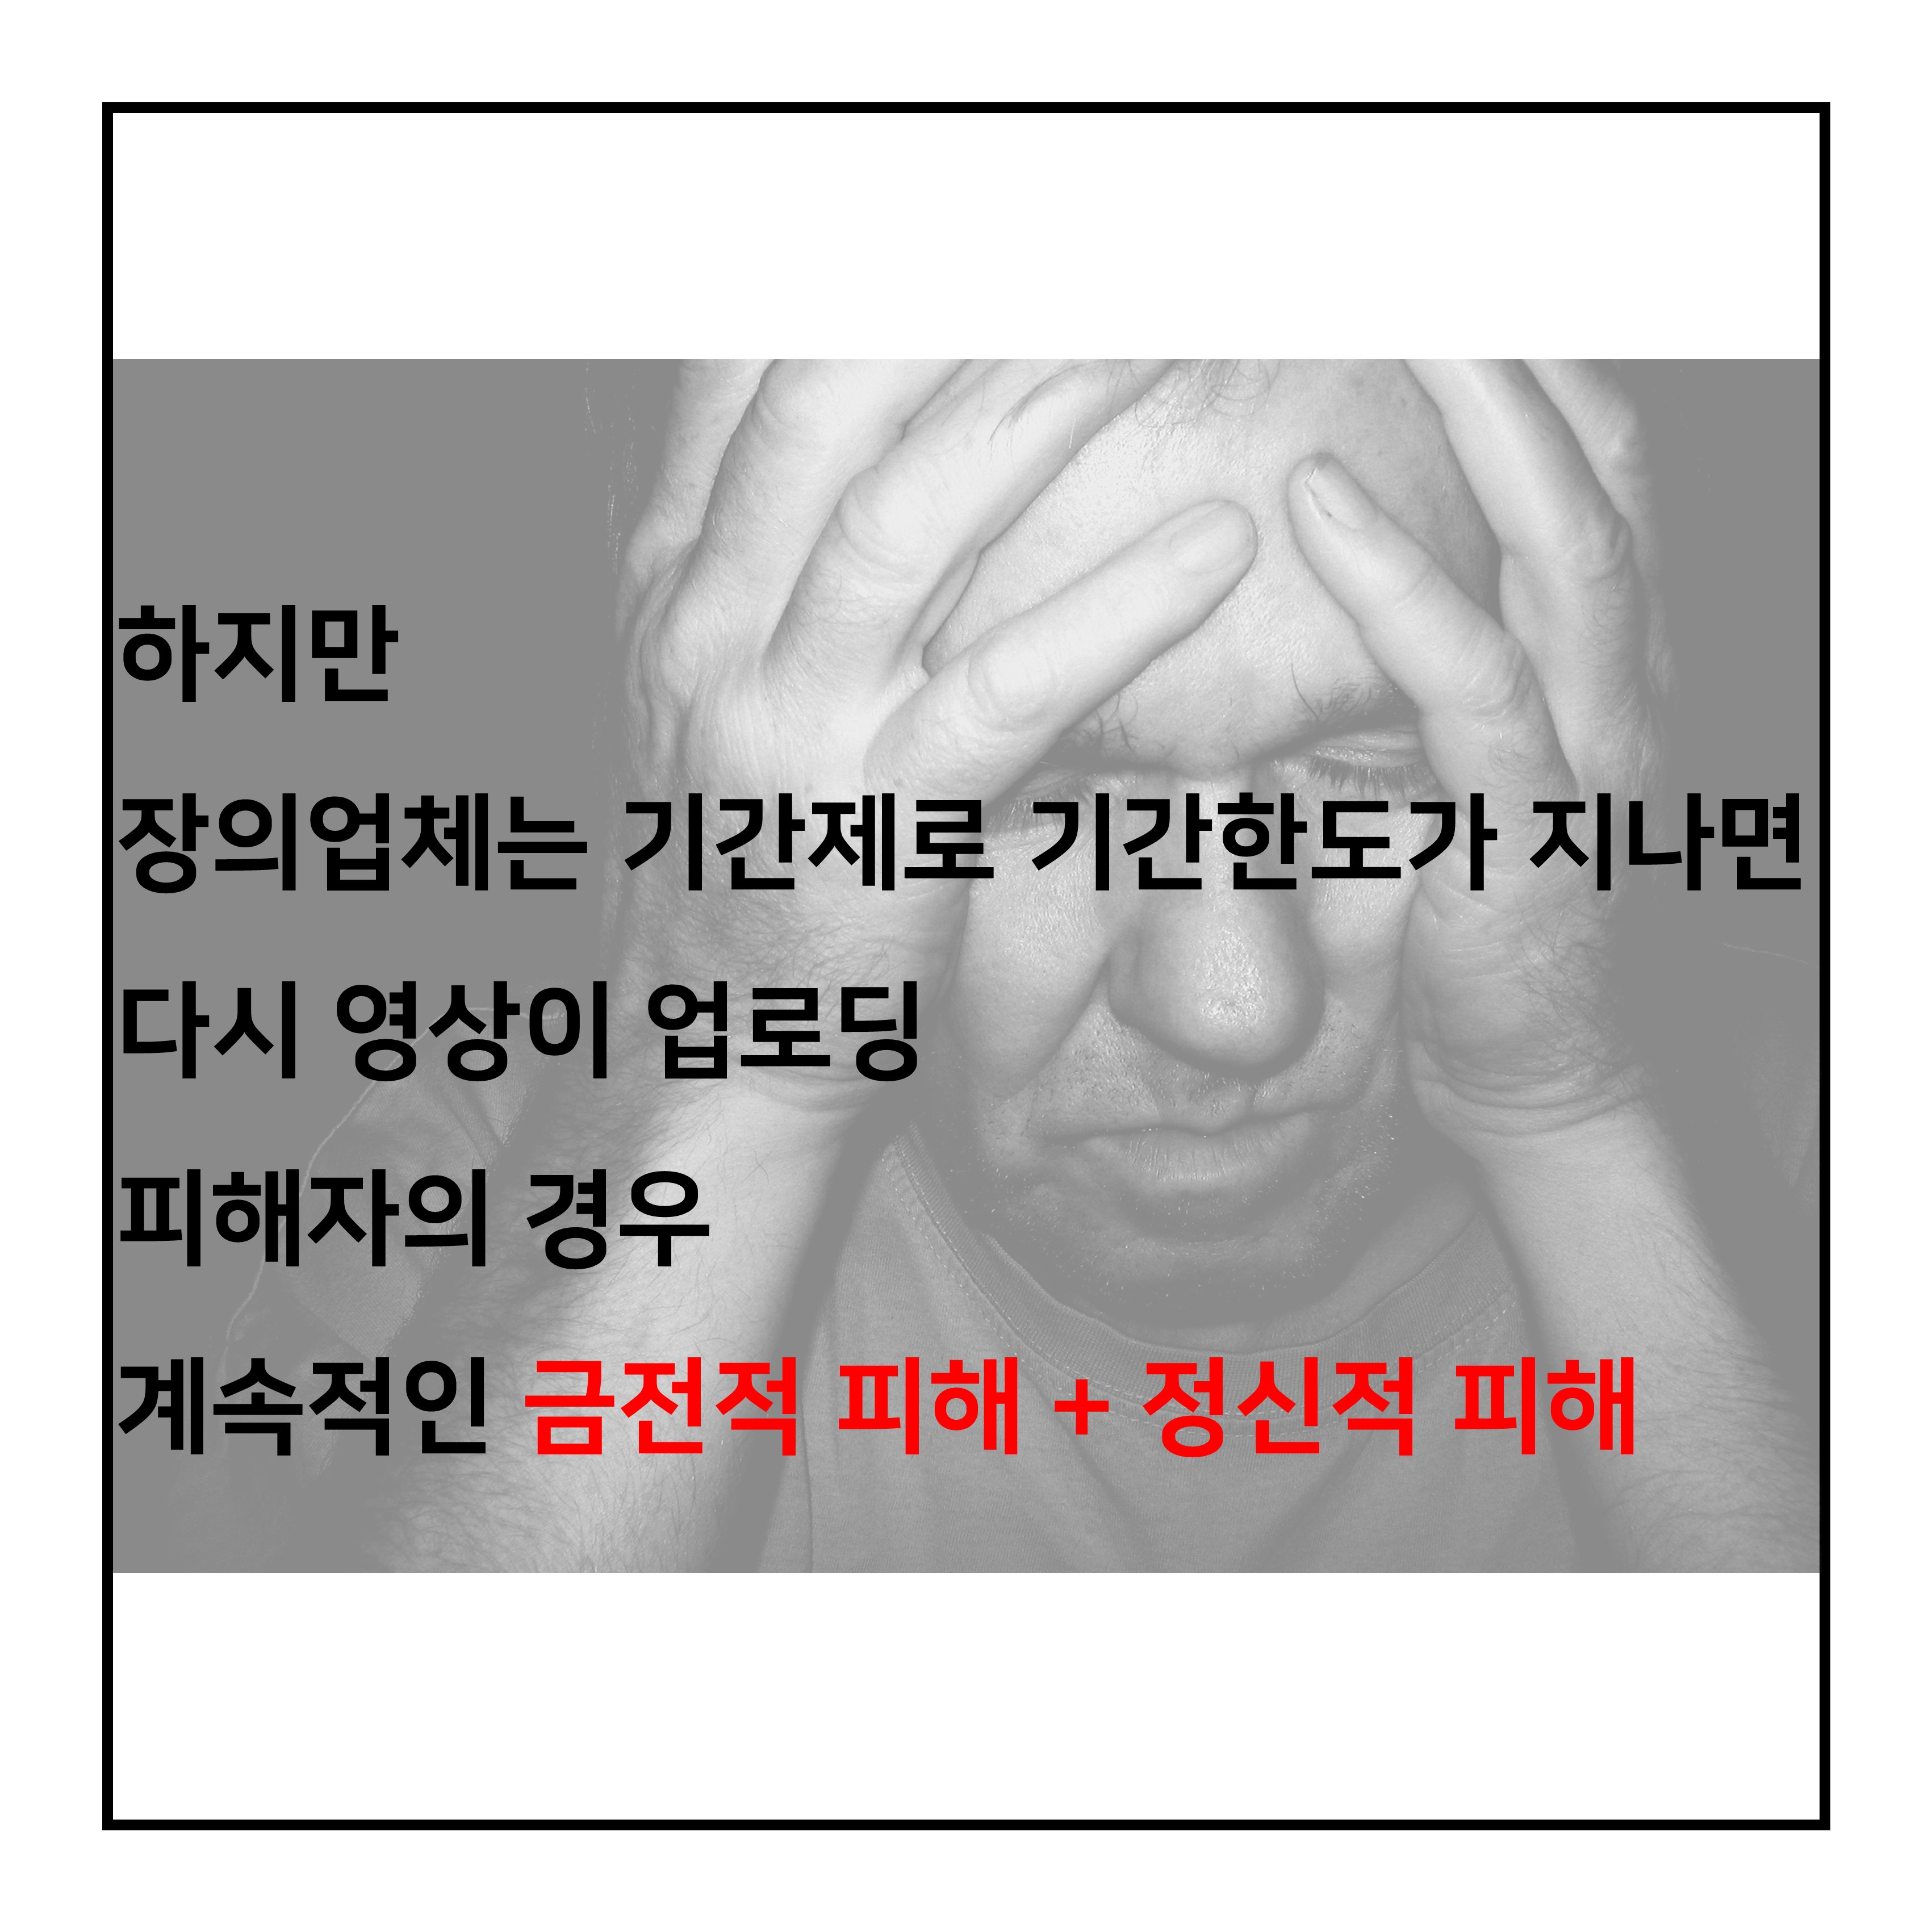 하지만
장의업체는 기간제로 기간한도가 지나면
다시 영상이 업로딩
피해자의 경우
계속적인 금전적 피해 + 정신적 피해